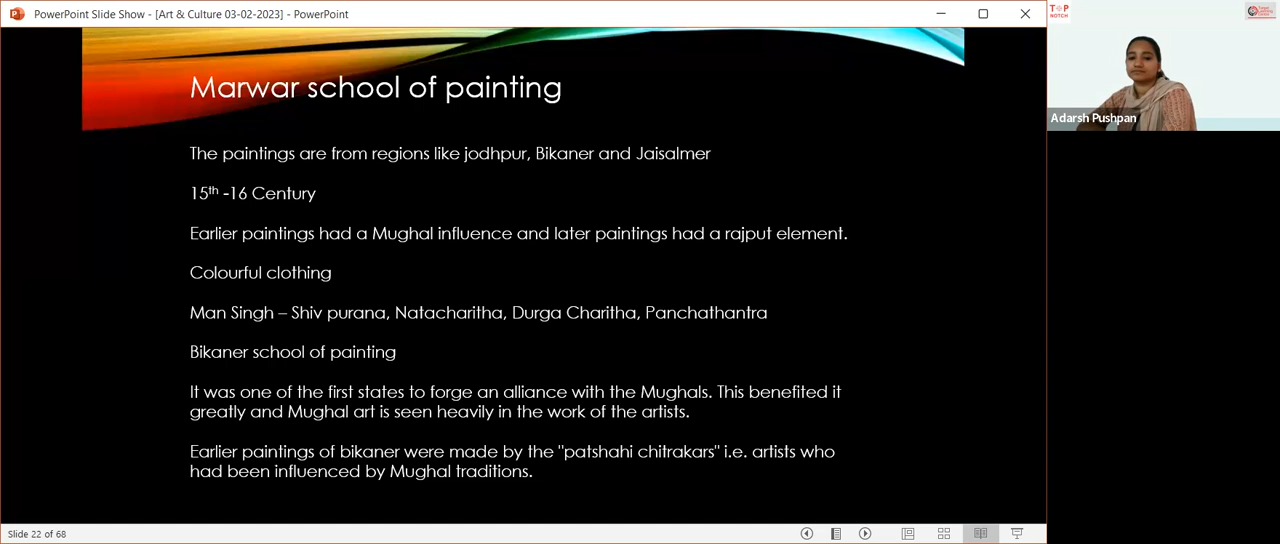 PowerPoint Slide Show - [Art & Culture 03-02-2023] - PowerPoint
T+P
NOTCH
Adarsh Pushpan
Marwar school of painting
The paintings are from regions like jodhpur, Bikaner and Jaisalmer
15th -16 Century
Earlier paintings had a Mughal influence and later paintings had a rajput element.
Colourful clothing
Man Singh – Shiv purana, Natacharitha, Durga Charitha, Panchathantra
Bikaner school of painting
It was one of the first states to forge an alliance with the Mughals. This benefited it
greatly and Mughal art is seen heavily in the work of the artists.
Earlier paintings of bikaner were made by the "patshahi chitrakars" i.e. artists who
had been influenced by Mughal traditions.
Slide 22 of 68